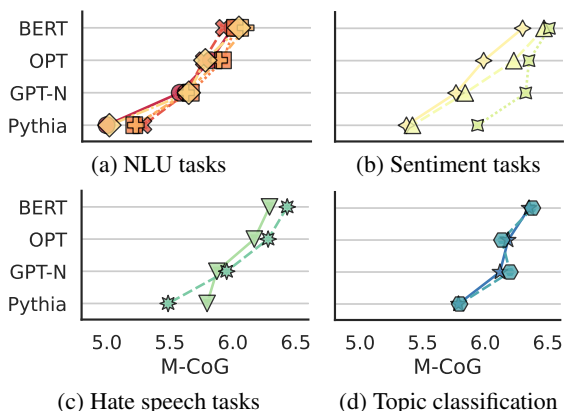 BERT
OPT
GPT-N
Pythia
(a) NLU tasks
(b) Sentiment tasks
BERT
OPT
GPT-N
Pythia
5.0 5.5 6.0 6.5
M-CoG
5.0 5.5 6.0 6.5
M-CoG
(c) Hate speech tasks
(d) Topic classification